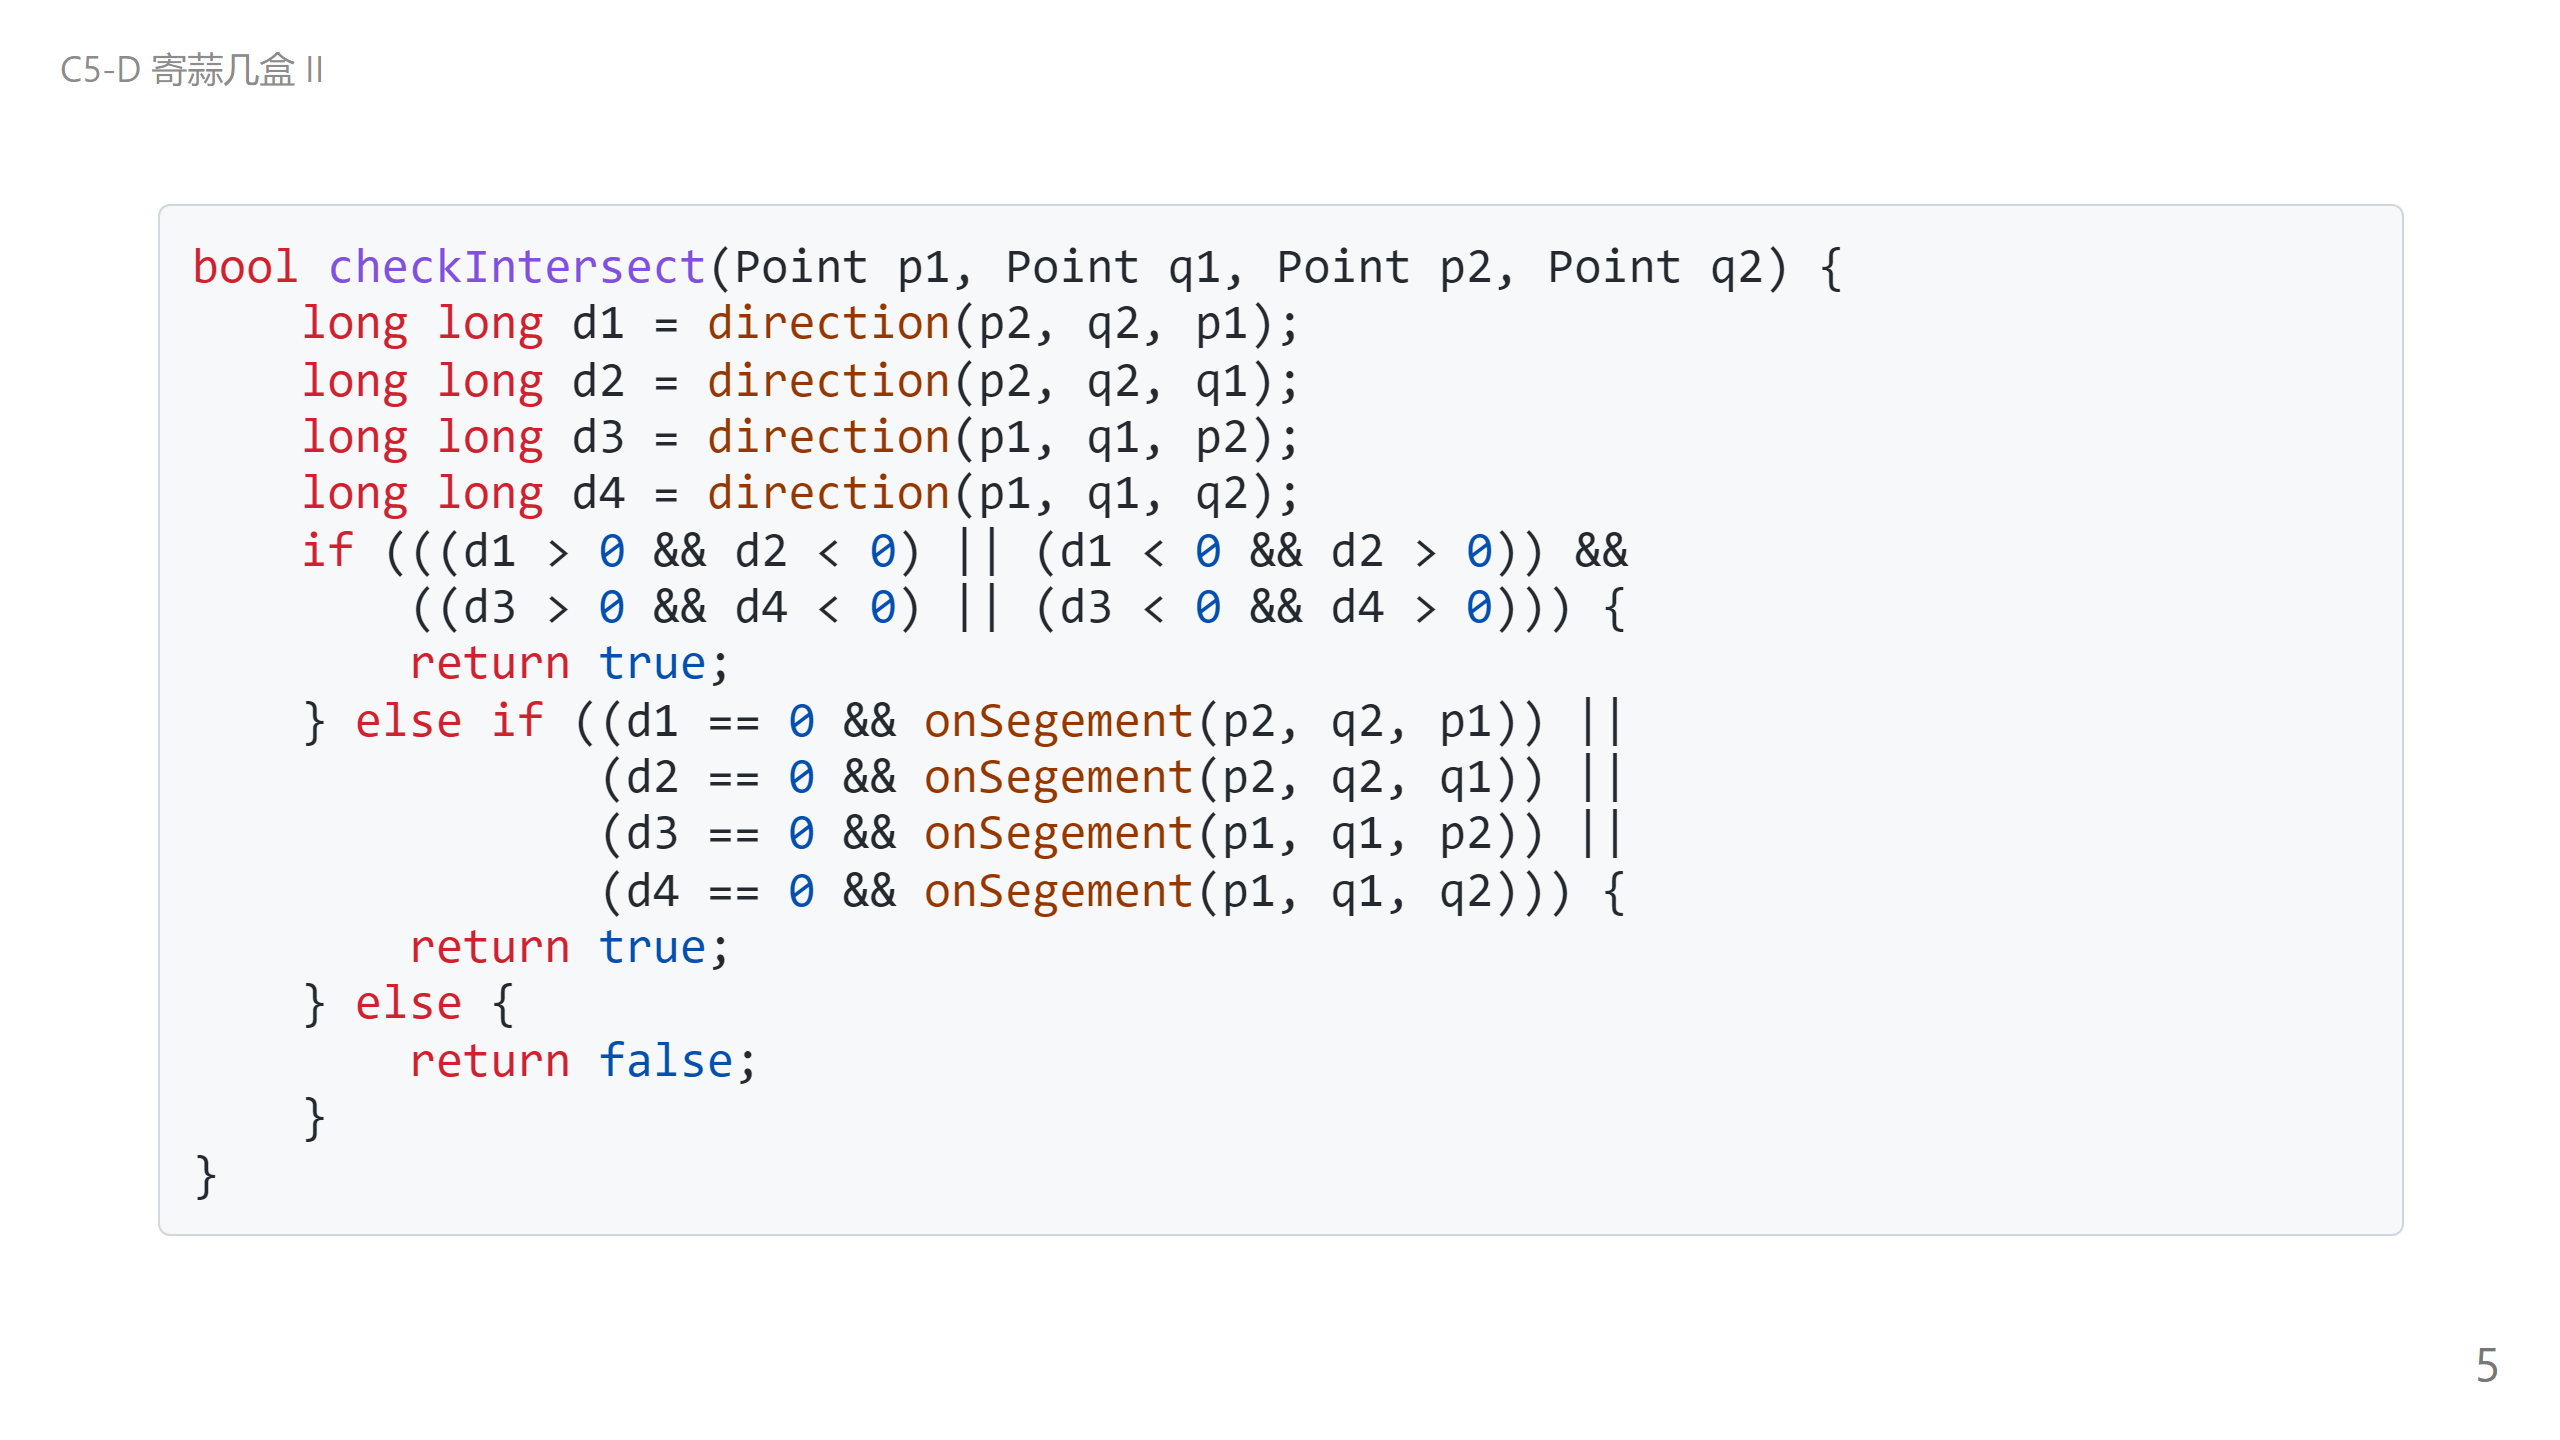 C5-D 寄蒜几盒 II
bool checkIntersect(Point p1, Point q1, Point p2, Point q2) {
    long long d1 = direction(p2, q2, p1);
    long long d2 = direction(p2, q2, q1);
    long long d3 = direction(p1, q1, p2);
    long long d4 = direction(p1, q1, q2);
    if (((d1 > 0 && d2 < 0) || (d1 < 0 && d2 > 0)) &&
        ((d3 > 0 && d4 < 0) || (d3 < 0 && d4 > 0))) {
        return true;
    } else if ((d1 == 0 && onSegement(p2, q2, p1)) ||
               (d2 == 0 && onSegement(p2, q2, q1)) ||
               (d3 == 0 && onSegement(p1, q1, p2)) ||
               (d4 == 0 && onSegement(p1, q1, q2))) {
        return true;
    } else {
        return false;
    }
}
5